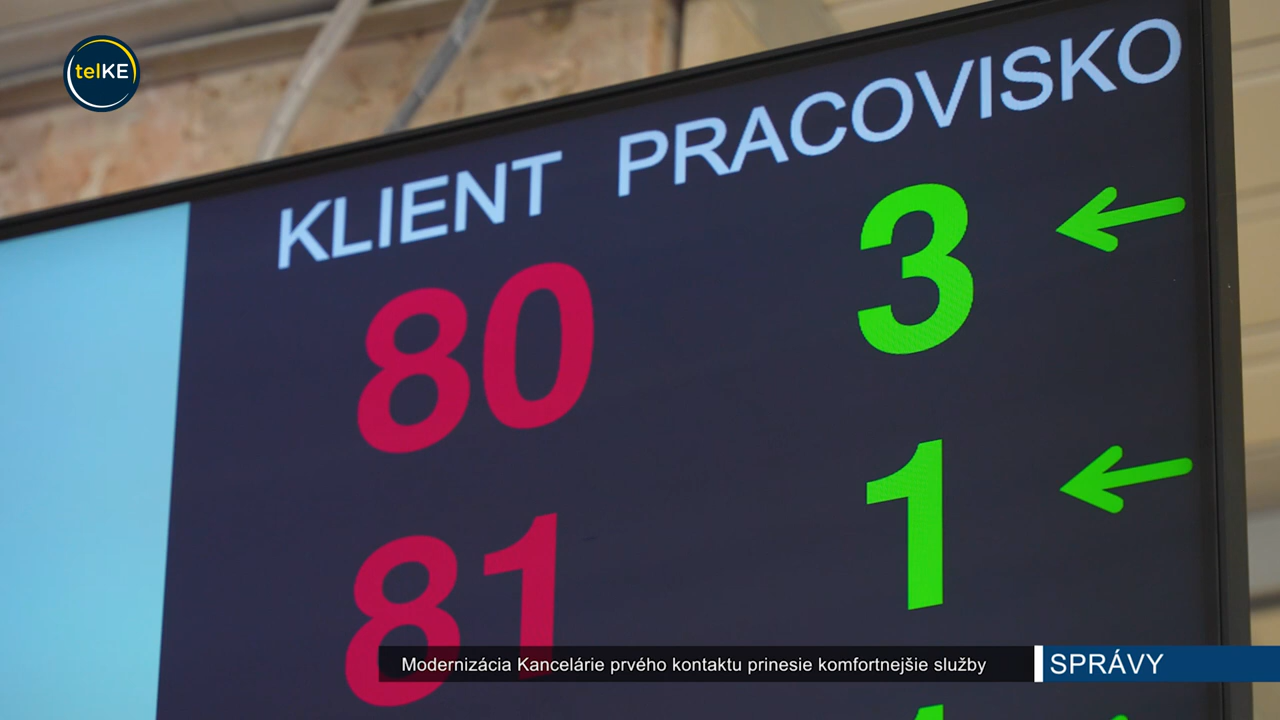 telKE
KLIENT PRACOVISKO
80 3
81 1
Modernizácia Kancelárie prvého kontaktu prinesie komfortnejšie služby
SPRÁVY